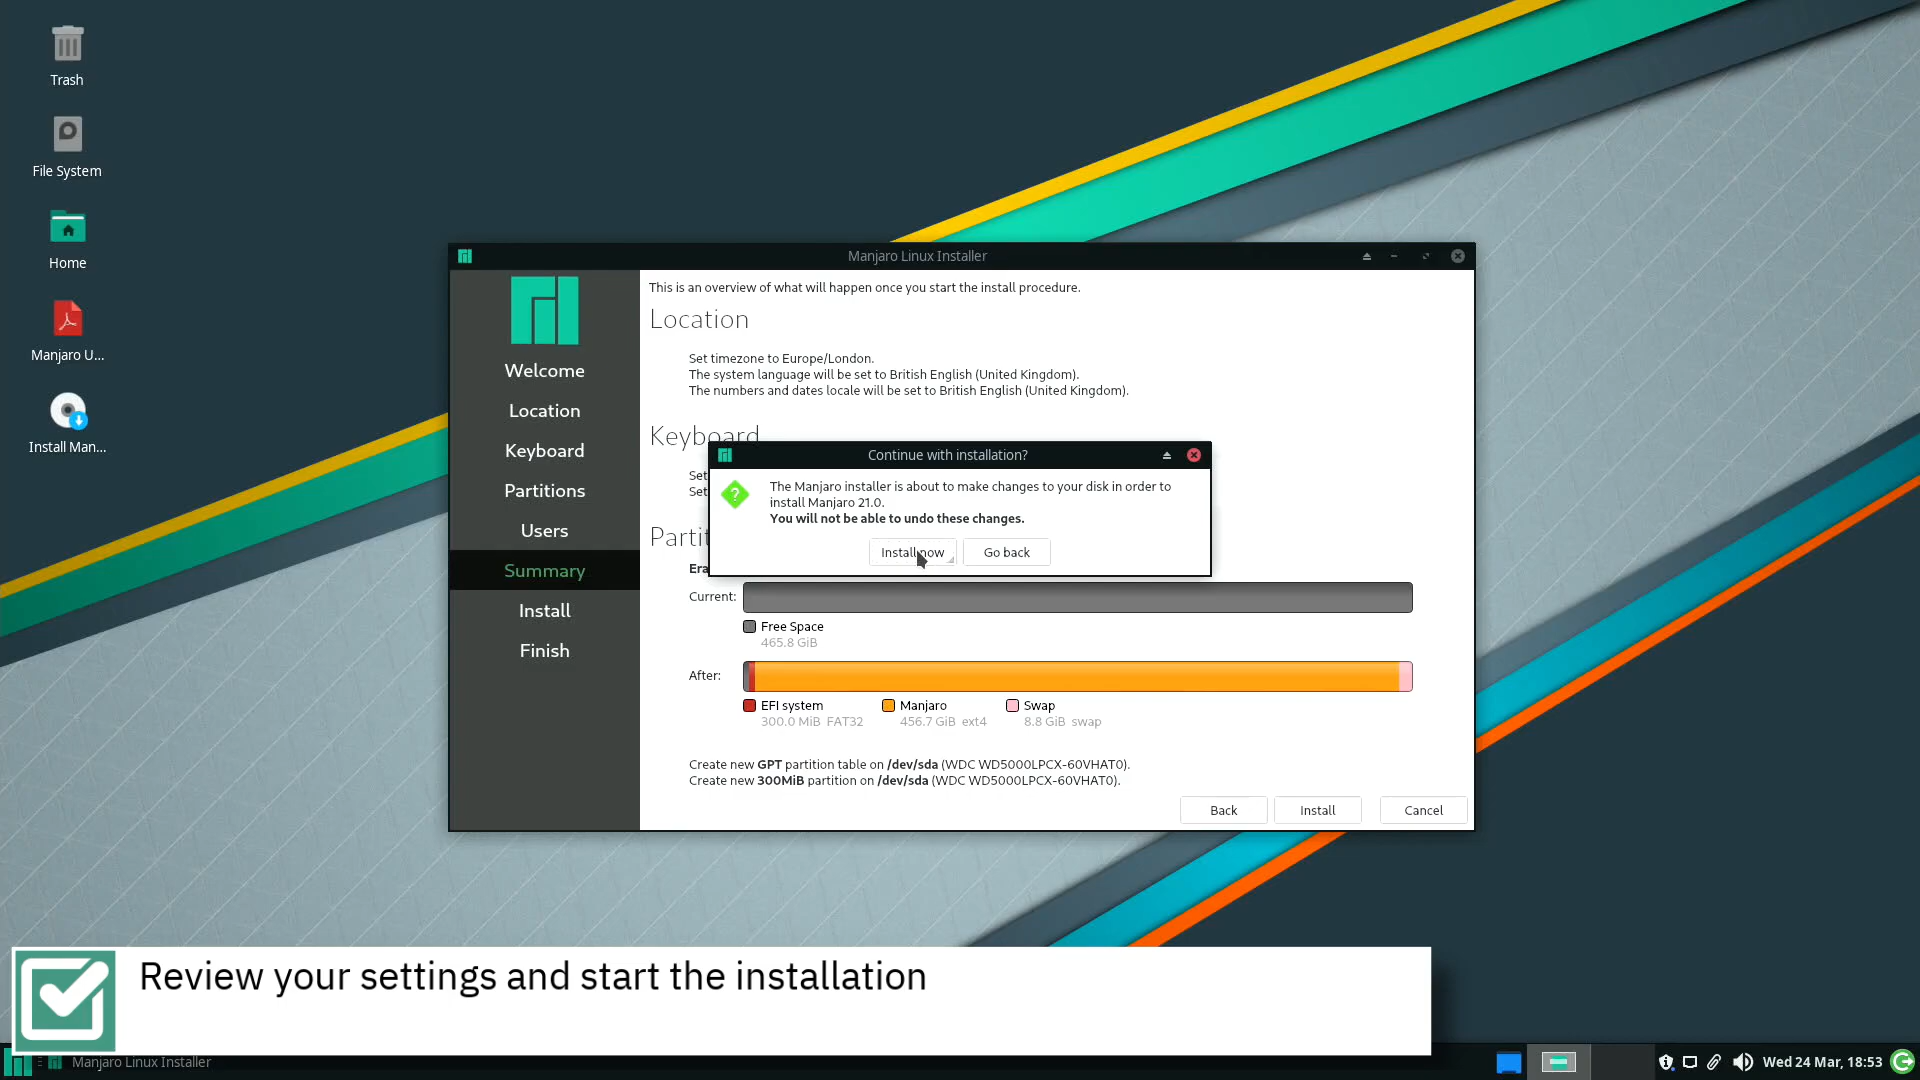 Trash
File System
Home
Manjaro U...
Install Man...
Manjaro Linux Installer
Welcome
Location
Keyboard
Partitions
Users
Summary
Install
Finish
This is an overview of what will happen once you start the install procedure.
Location
Set timezone to Europe/London.
The system language will be set to British English (United Kingdom).
The numbers and dates locale will be set to British English (United Kingdom).
Keyboard
Set
Set
Continue with installation?
The Manjaro installer is about to make changes to your disk in order to
install Manjaro 21.0.
You will not be able to undo these changes.
Install now Go back
Current:
Free Space
465.8 GiB
After:
EFI system Manjaro Swap
300.0 MiB FAT32 456.7 GiB ext4 8.8 GiB swap
Create new GPT partition table on /dev/sda (WDC WD5000LPCX-60VHAT0).
Create new 300MiB partition on /dev/sda (WDC WD5000LPCX-60VHAT0).
Back Install Cancel
Review your settings and start the installation
Manjaro Linux Installer
Wed 24 Mar, 18:53